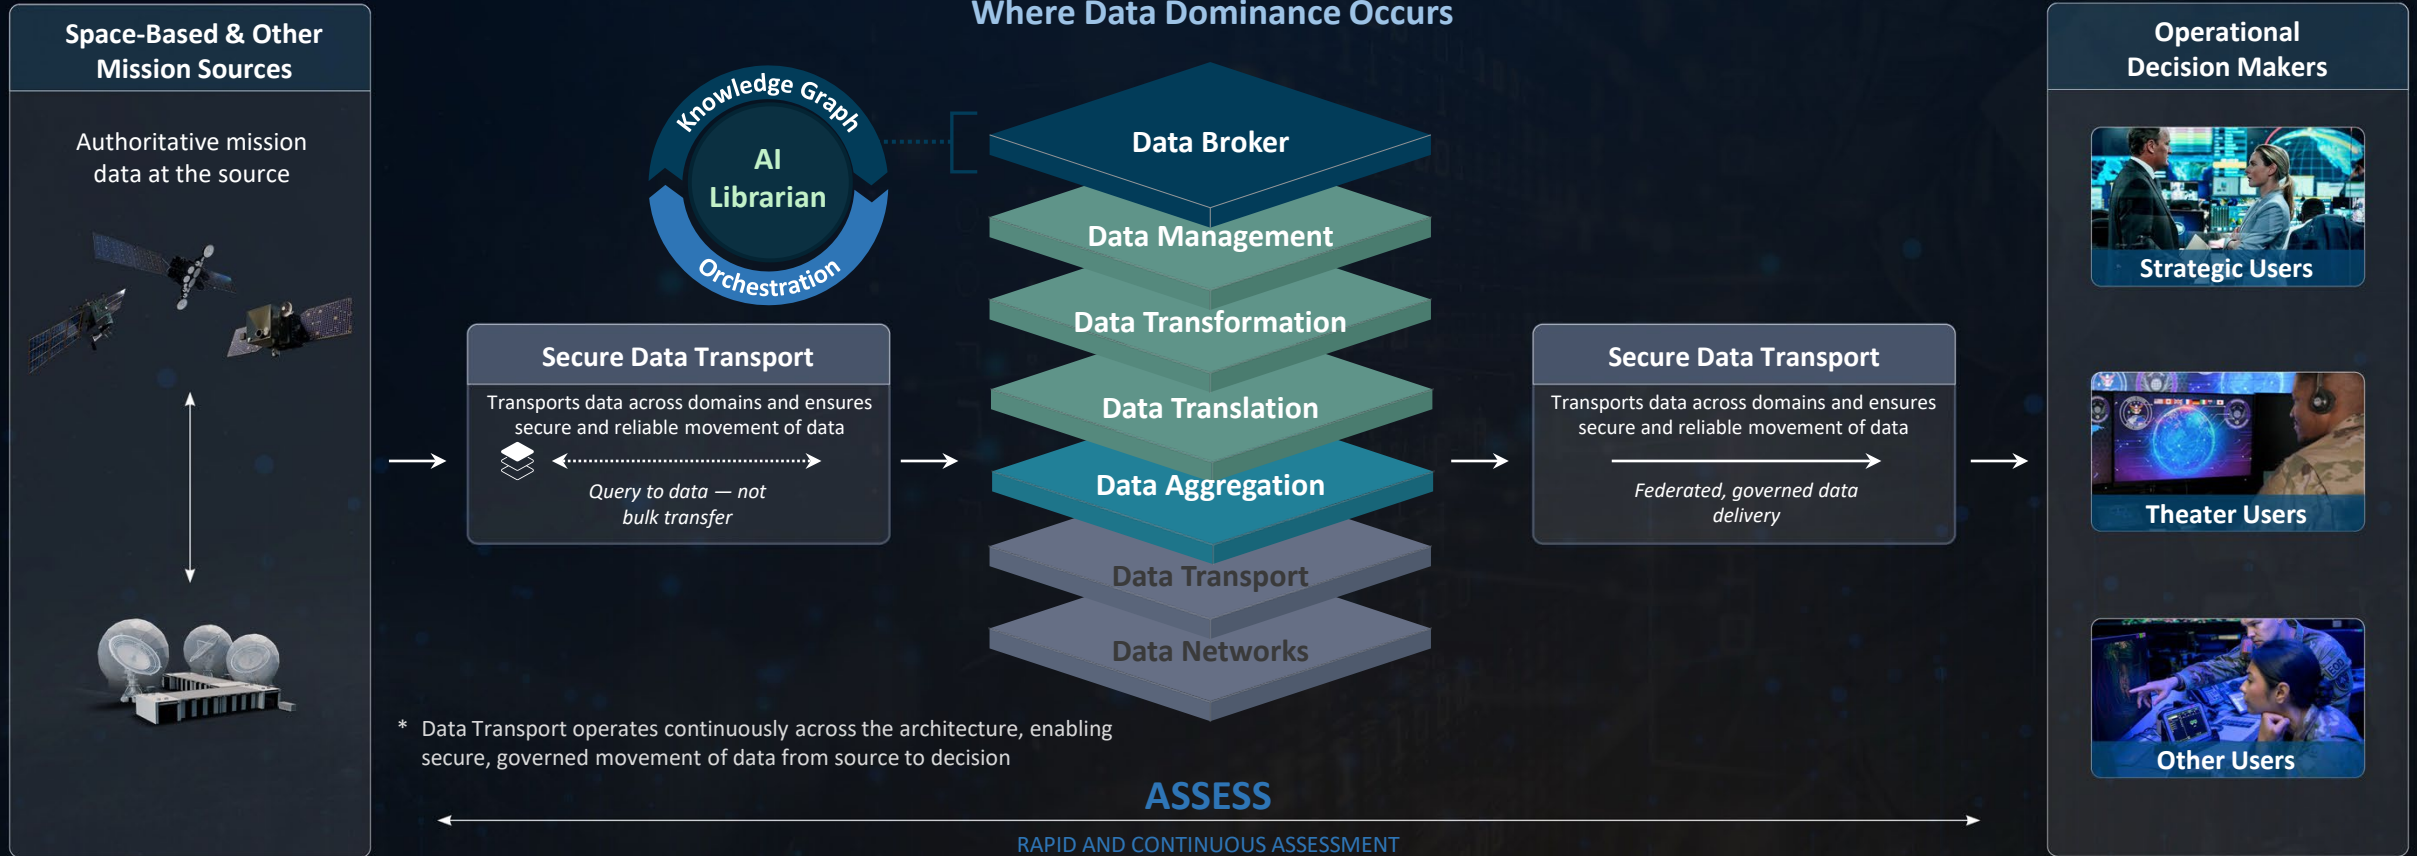 Where Data Dominance Occurs
Space-Based & Other
Mission Sources
Authoritative mission
data at the source
Knowledge Graph
AI
Librarian
Orchestration
Secure Data Transport
Transports data across domains and ensures
secure and reliable movement of data
Query to data — not
bulk transfer
Data Broker
Data Management
Data Transformation
Data Translation
Data Aggregation
Data Transport
Data Networks
Secure Data Transport
Transports data across domains and ensures
secure and reliable movement of data
Federated, governed data
delivery
Operational
Decision Makers
Strategic Users
Theater Users
EOD
Other Users
* Data Transport operates continuously across the architecture, enabling
secure, governed movement of data from source to decision
ASSESS
RAPID AND CONTINUOUS ASSESSMENT